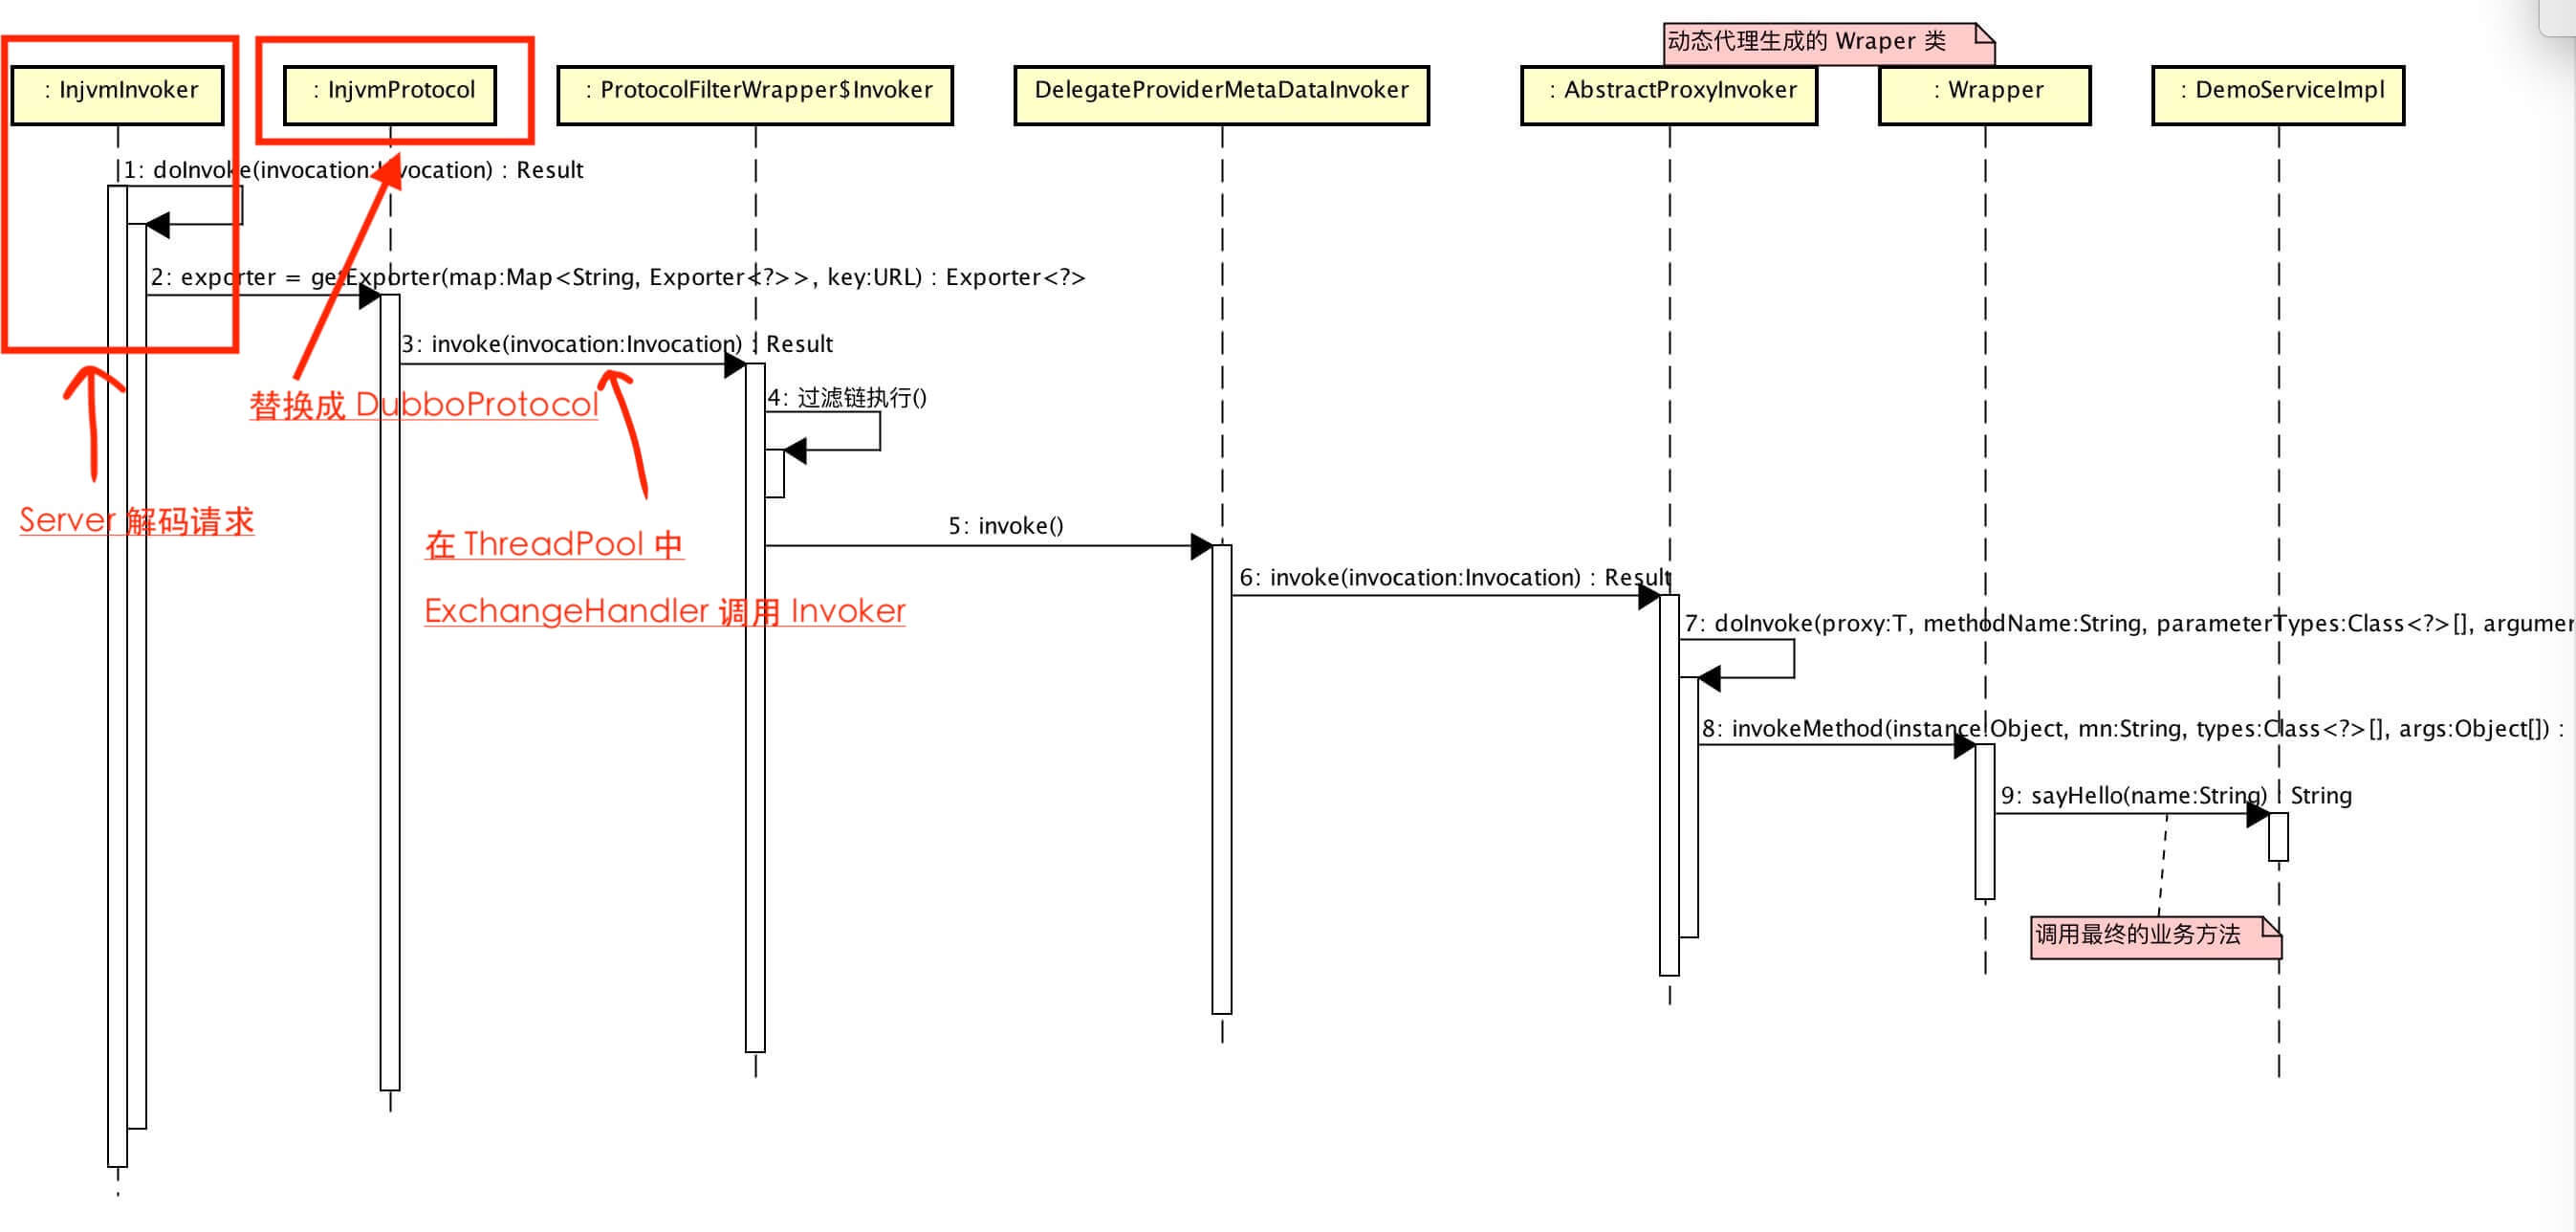 动态代理生成的 Wraper 类
: InjvmInvoker
: InjvmProtocol
: ProtocolFilterWrapper$Invoker
DelegateProviderMetaDataInvoker
: AbstractProxyInvoker
: Wrapper
: DemoServiceImpl
1: doInvoke(invocation:Invocation) : Result
2: exporter = getExporter(map:Map<String, Exporter<?>>, key:URL) : Exporter<?>
3: invoke(invocation:Invocation) : Result
替换成 DubboProtocol
4: 过滤链执行()
Server 解码请求
5: invoke()
在 ThreadPool 中
6: invoke(invocation:Invocation) : Result
ExchangeHandler 调用 Invoker
7: doInvoke(proxy:T, methodName:String, parameterTypes:Class<?>[], argumen
8: invokeMethod(instance:Object, mn:String, types:Class<?>[], args:Object[]) :
9: sayHello(name:String) : String
调用最终的业务方法